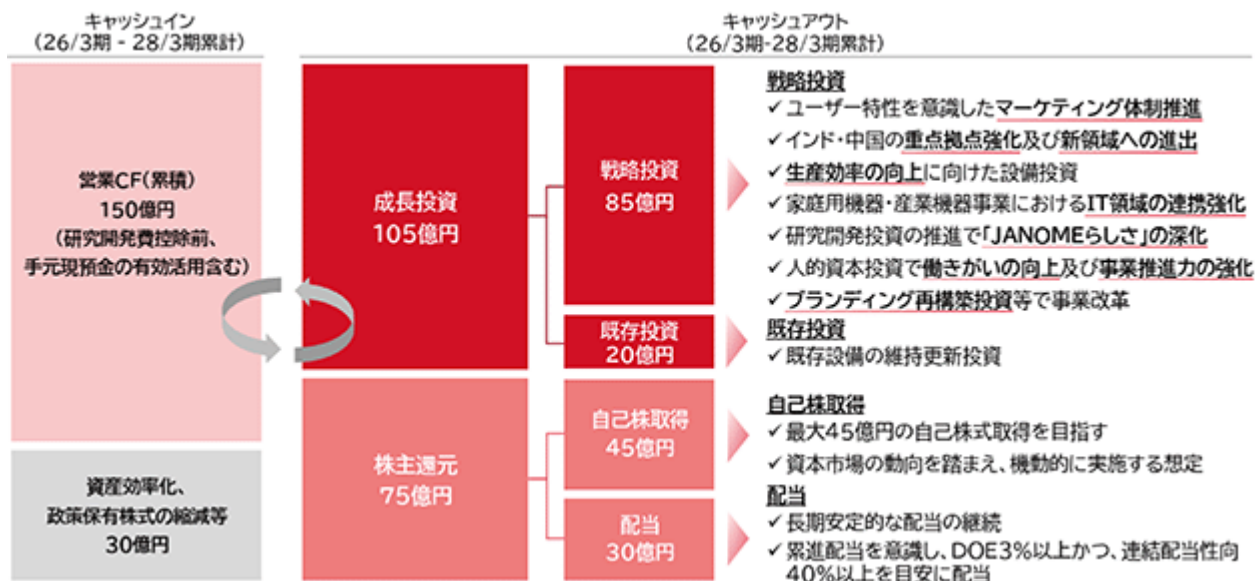 キャッシュイン
(26/3期 - 28/3期累計)
キャッシュアウト
(26/3期-28/3期累計)
営業CF(累積)
150億円
(研究開発費控除前、
手元現預金の有効活用含む)
資産効率化、
政策保有株式の縮減等
30億円
成長投資
105億円
株主還元
75億円
戦略投資
85億円
既存投資
20億円
自己株取得
45億円
配当
30億円
戦略投資
✓ユーザー特性を意識したマーケティング体制推進
✓インド・中国の重点拠点強化及び新領域への進出
✓生産効率の向上に向けた設備投資
✓家庭用機器・産業機器事業におけるIT領域の連携強化
✓研究開発投資の推進で「JANOMEらしさ」の深化
✓人的資本投資で働きがいの向上及び事業推進力の強化
✓ブランディング再構築投資等で事業改革
既存投資
✓既存設備の維持更新投資
自己株取得
✓最大45億円の自己株式取得を目指す
✓資本市場の動向を踏まえ、機動的に実施する想定
配当
✓長期安定的な配当の継続
✓累進配当を意識し、DOE3%以上かつ、連結配当性向
40%以上を目安に配当